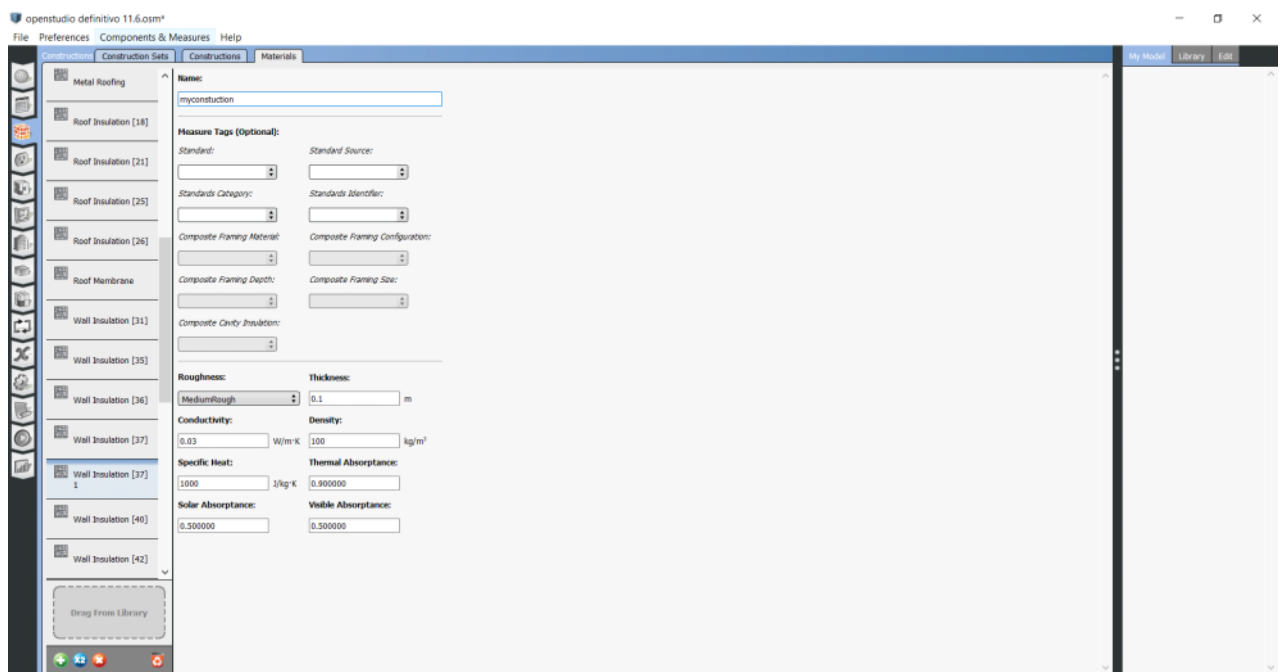 openstudio definitivo 11.6.osm*
File Preferences Components & Measures Help
Constructions Construction Sets Constructions Materials My Model Library Edit
Metal Roofing
Roof Insulation [18]
Roof Insulation [21]
Roof Insulation [25]
Roof Insulation [26]
Roof Membrane
Wall Insulation [31]
Wall Insulation [35]
Wall Insulation [36]
Wall Insulation [37]
Wall Insulation [37]
1
Wall Insulation [40]
Wall Insulation [42]
Drag From Library
x2
Name:
myconstuction
Measure Tags (Optional):
Standard: Standard Source:
Standards Category: Standards Identifier:
Composite Framing Material: Composite Framing Configuration:
Composite Framing Depth: Composite Framing Size:
Composite Cavity Insulation:
Roughness: Thickness:
MediumRough 0.1 m
Conductivity: Density:
0.03 W/m·K 100 kg/m³
Specific Heat: Thermal Absorptance:
1000 J/kg·K 0.900000
Solar Absorptance: Visible Absorptance:
0.500000 0.500000